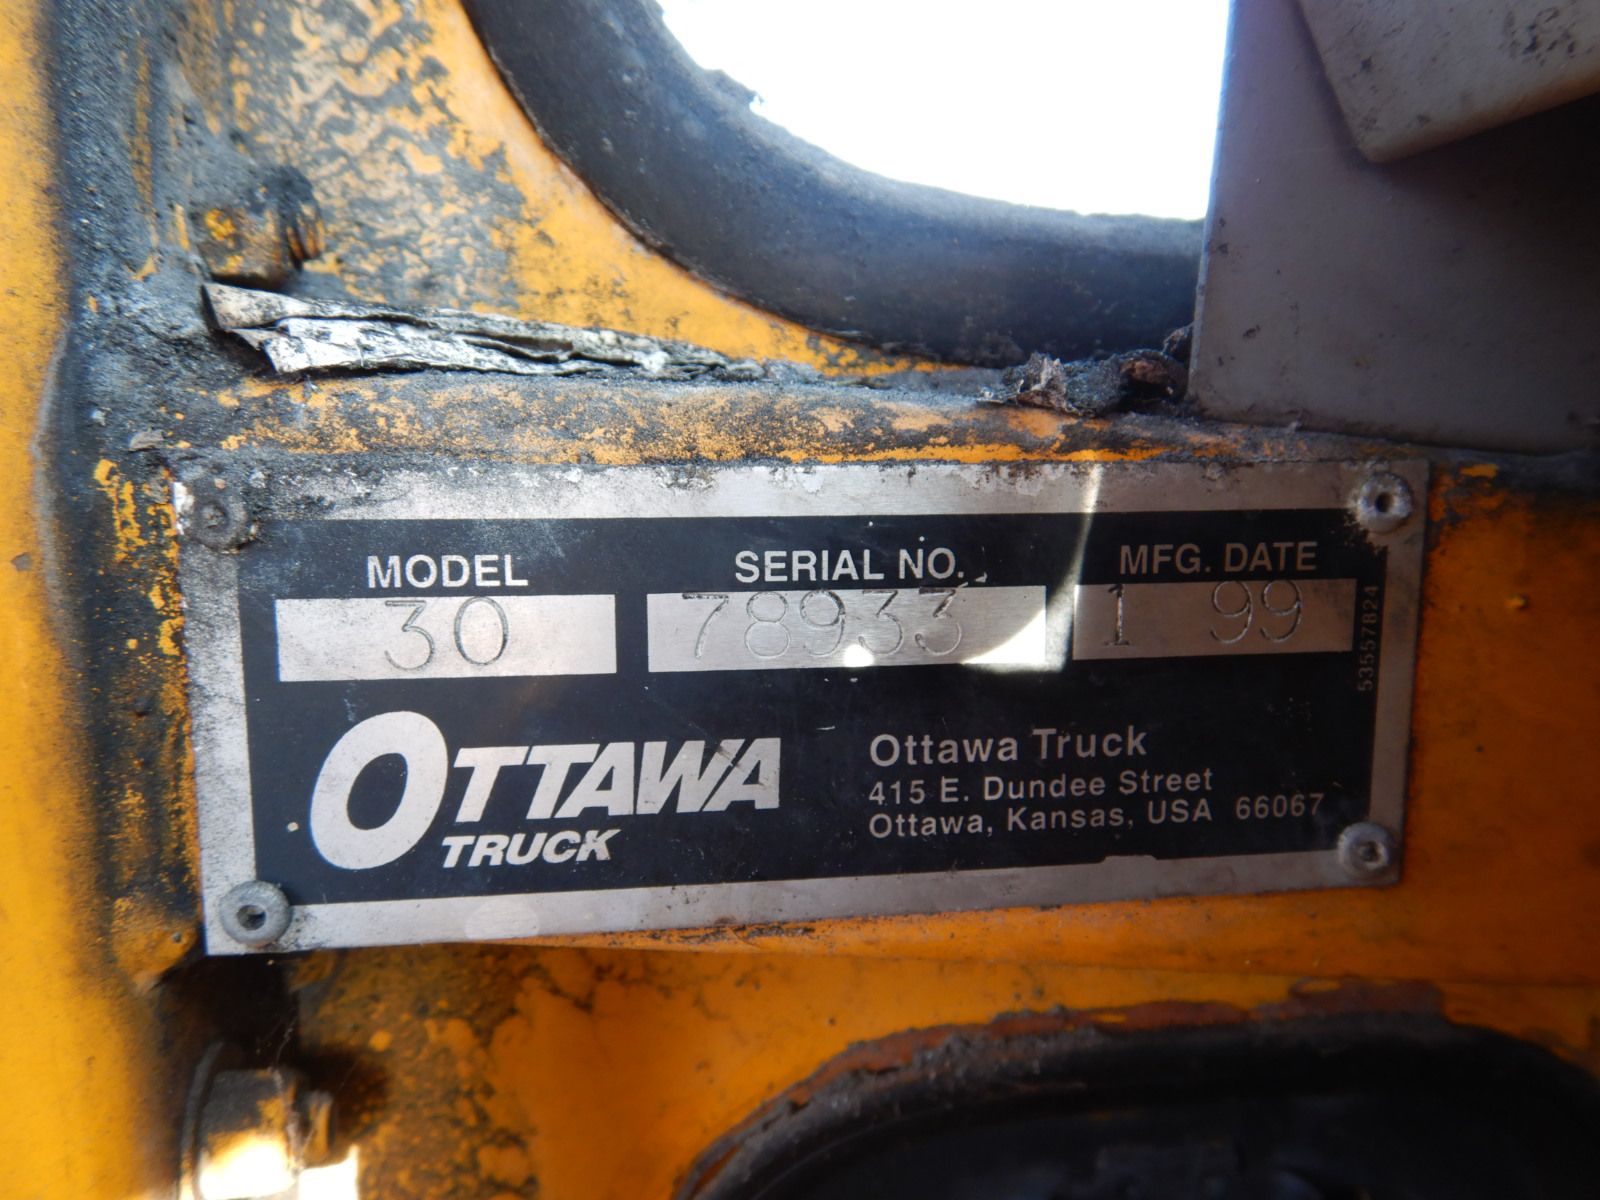 MODEL SERIAL NO. MFG. DATE
30 78933 1 99
53557824
OTTAWA
TRUCK
Ottawa Truck
415 E. Dundee Street
Ottawa, Kansas, USA 66067